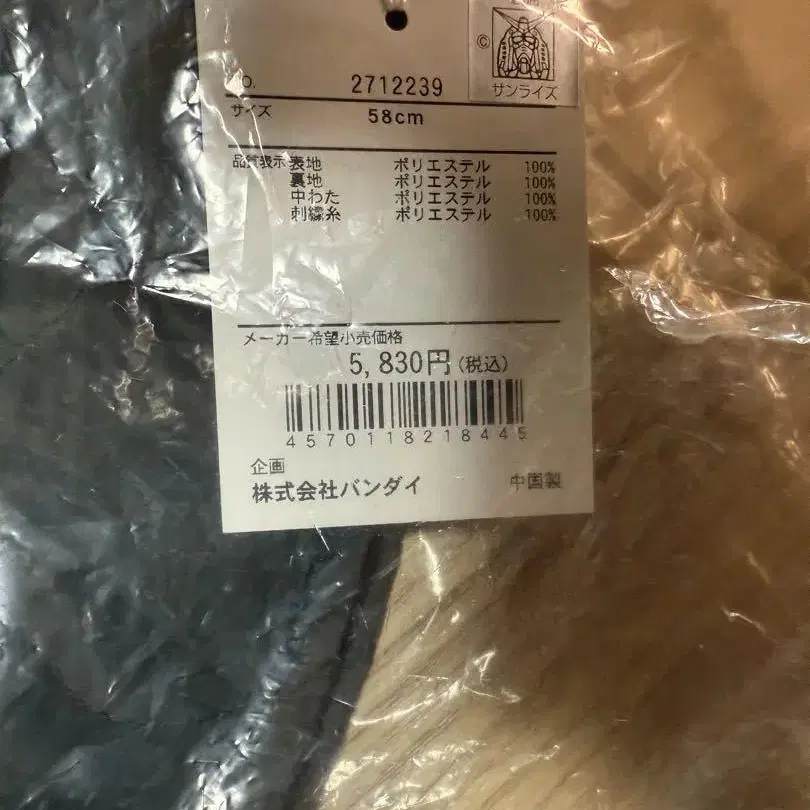 O. 2712239
©
サンライズ
サイズ 58cm
品質表示 表地 ポリエステル 100%
裏地 ポリエステル 100%
中わた ポリエステル 100%
刺繍糸 ポリエステル 100%
メーカー希望小売価格
5,830円(税込)
4570118218445
企画
株式会社バンダイ 中国製